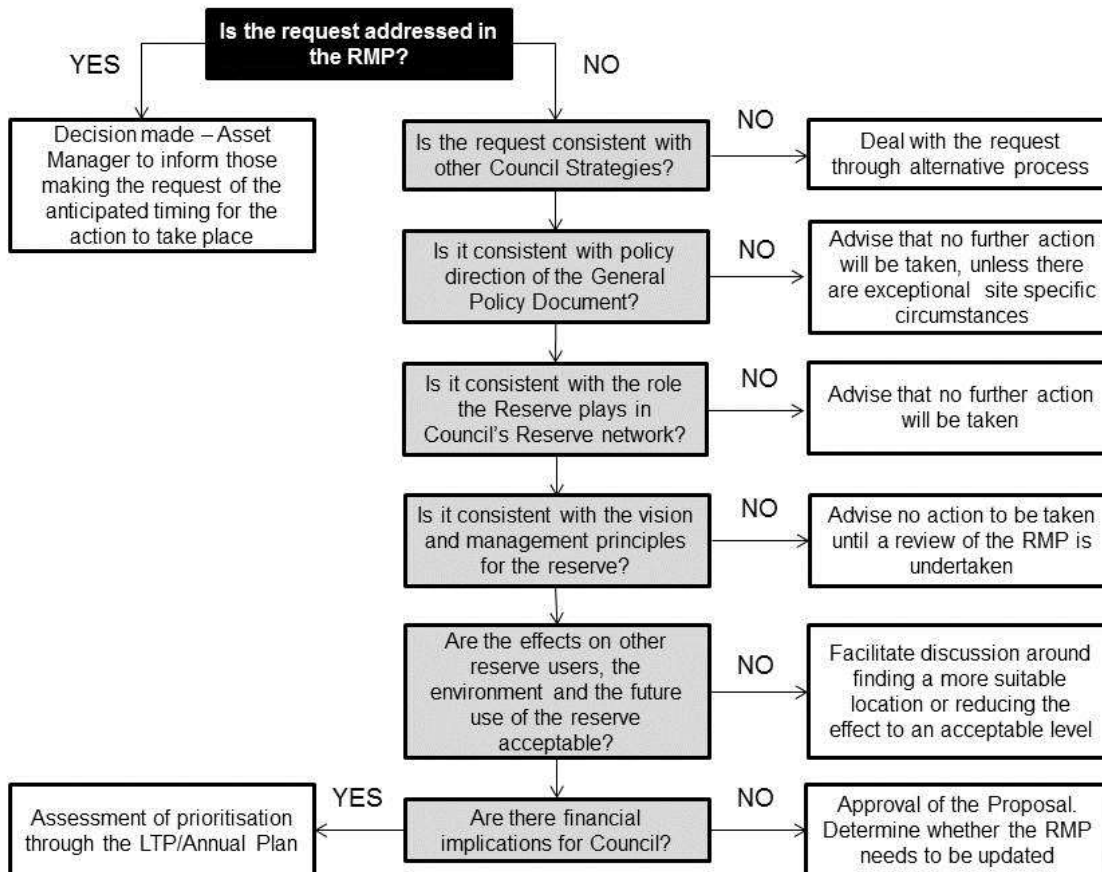 Is the request addressed in
the RMP?
YES
NO
Decision made – Asset
Manager to inform those
making the request of the
anticipated timing for the
action to take place
Is the request consistent with
other Council Strategies?
NO
Deal with the request
through alternative process
Is it consistent with policy
direction of the General
Policy Document?
NO
Advise that no further action
will be taken, unless there
are exceptional site specific
circumstances
Is it consistent with the role
the Reserve plays in
Council's Reserve network?
NO
Advise that no further action
will be taken
Is it consistent with the vision
and management principles
for the reserve?
NO
Advise no action to be taken
until a review of the RMP is
undertaken
Are the effects on other
reserve users, the
environment and the future
use of the reserve
acceptable?
NO
Facilitate discussion around
finding a more suitable
location or reducing the
effect to an acceptable level
Assessment of prioritisation
through the LTP/Annual Plan
YES
Are there financial
implications for Council?
NO
Approval of the Proposal.
Determine whether the RMP
needs to be updated